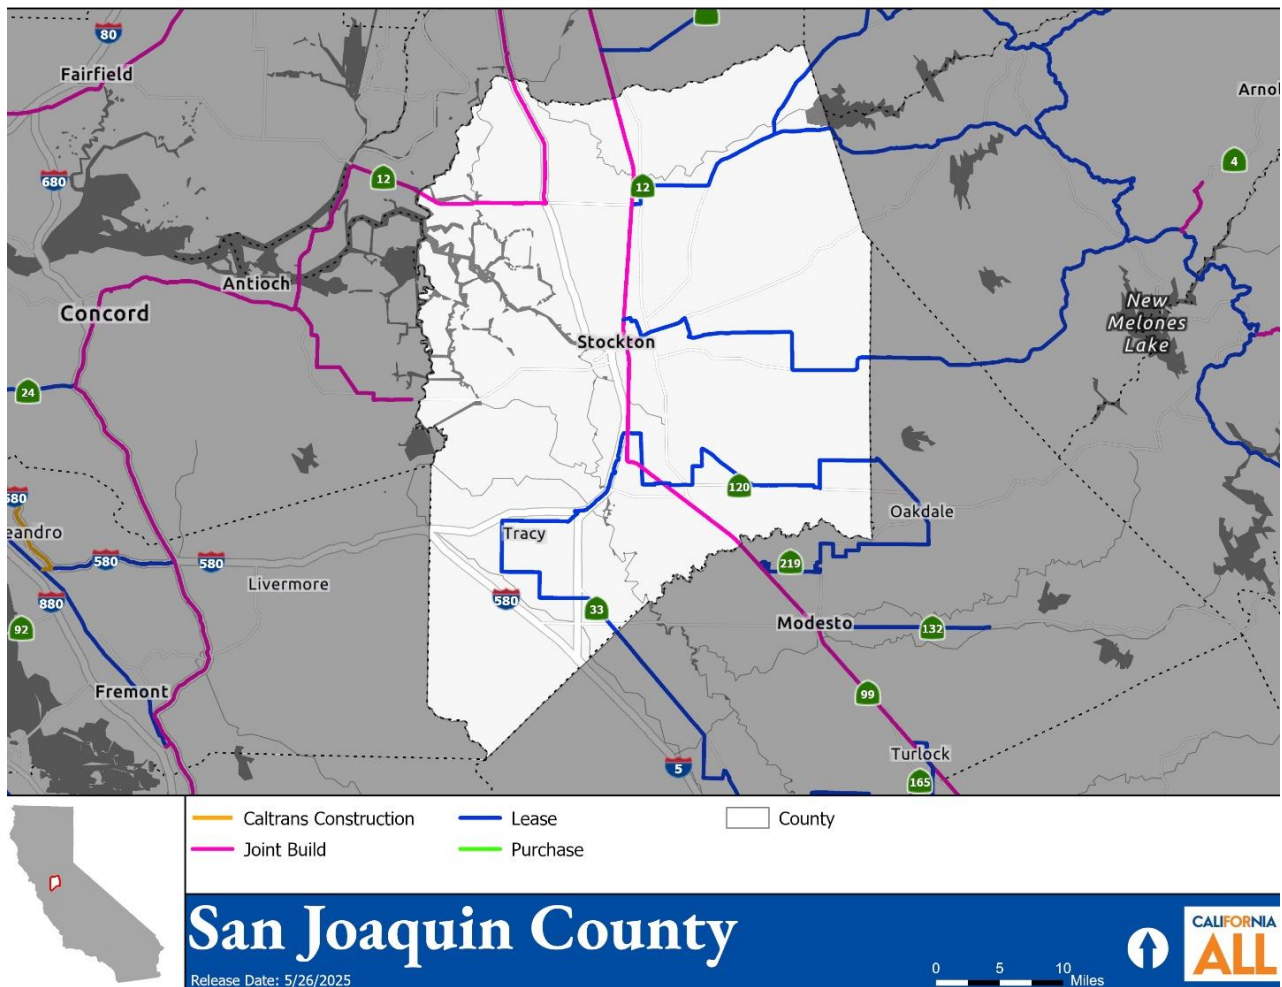 80
Fairfield
Arnol
4
680
12
12
Antioch
Concord
New
Melones
Lake
Stockton
24
120
580
eandro
Tracy
Oakdale
580
580
219
Livermore
580
880
33
92
Modesto
132
Fremont
99
Turlock
5
165
Caltrans Construction
Lease
County
Joint Build
Purchase
San Joaquin County
Release Date: 5/26/2025
0 5 10
Miles
CALIFORNIA
ALL